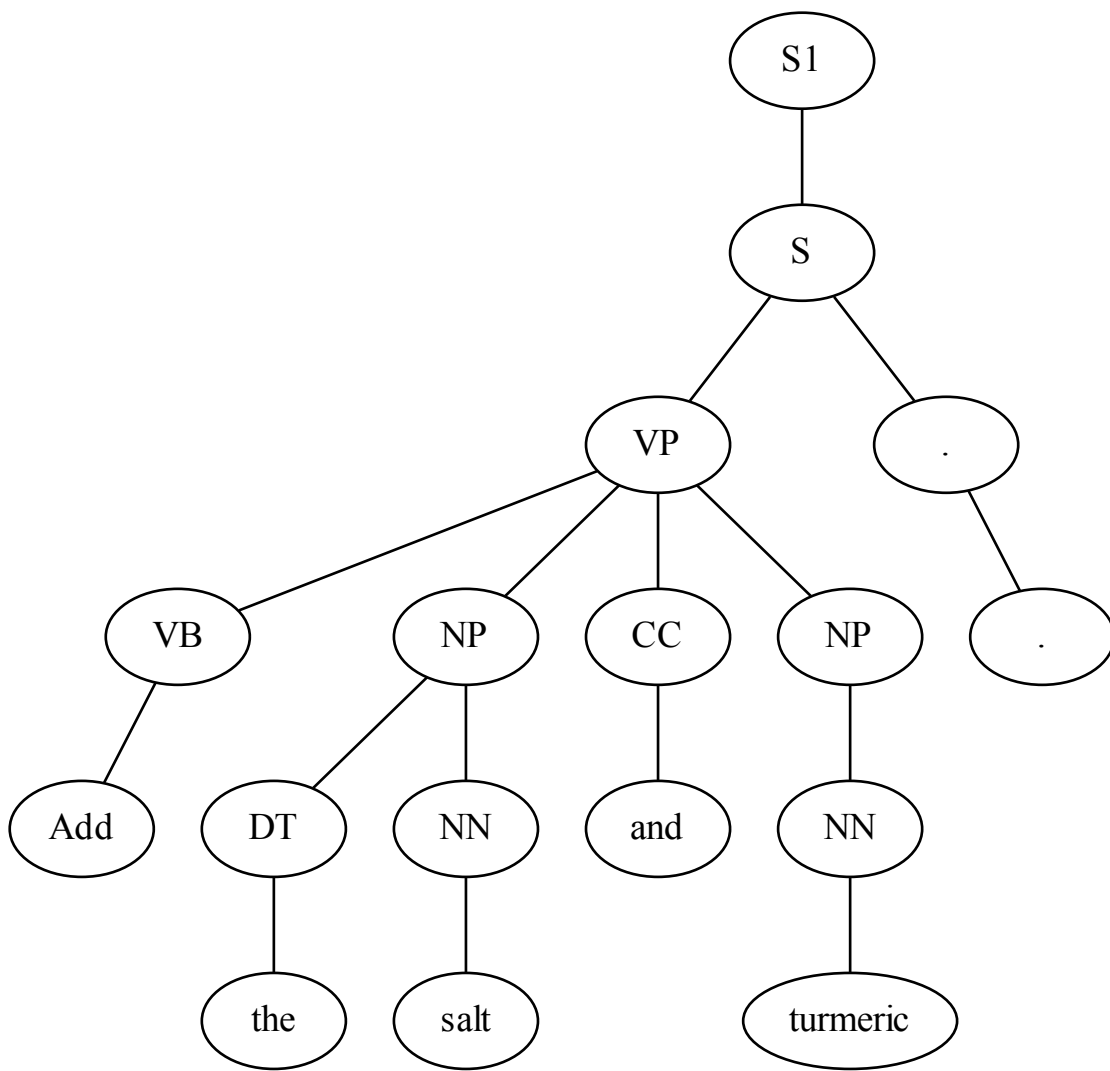 S1
S
VP .
VB NP CC NP .
Add DT NN and NN
the salt turmeric